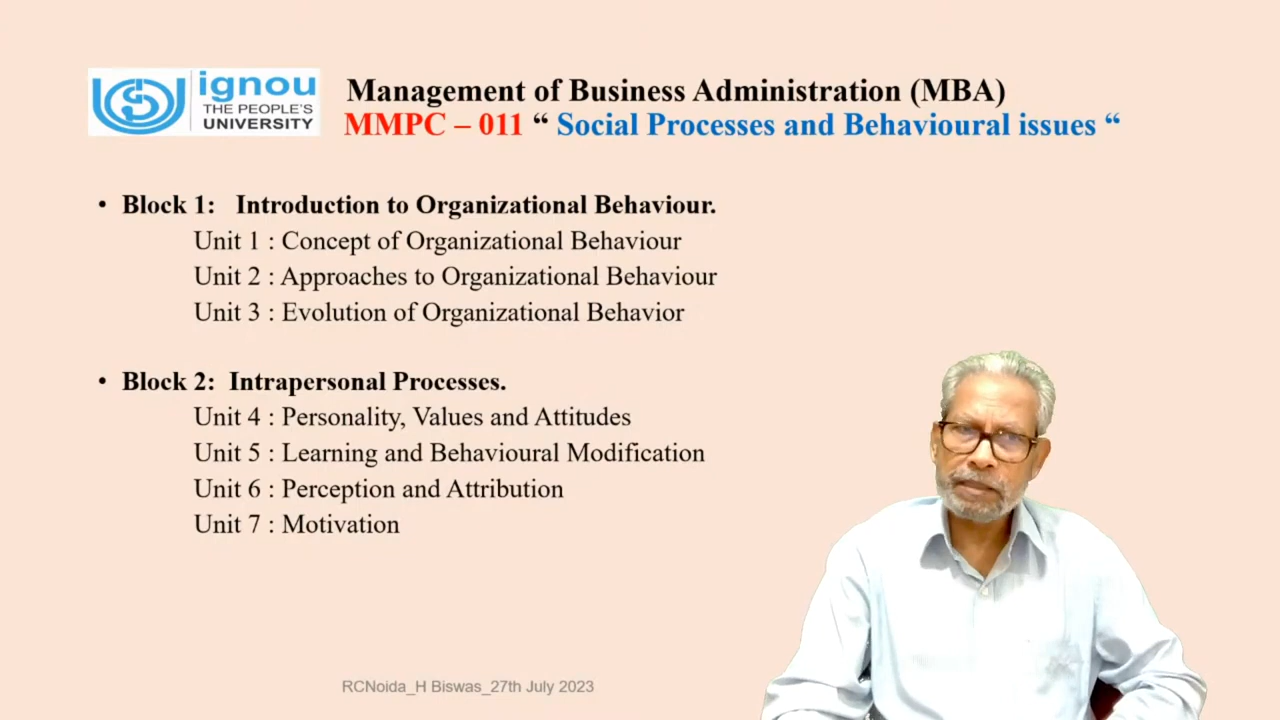 ignou
THE PEOPLE'S
UNIVERSITY
Management of Business Administration (MBA)
MMPC – 011 “ Social Processes and Behavioural issues “
• Block 1: Introduction to Organizational Behaviour.
Unit 1 : Concept of Organizational Behaviour
Unit 2 : Approaches to Organizational Behaviour
Unit 3 : Evolution of Organizational Behavior
• Block 2: Intrapersonal Processes.
Unit 4 : Personality, Values and Attitudes
Unit 5 : Learning and Behavioural Modification
Unit 6 : Perception and Attribution
Unit 7 : Motivation
RCNoida_H Biswas_27th July 2023